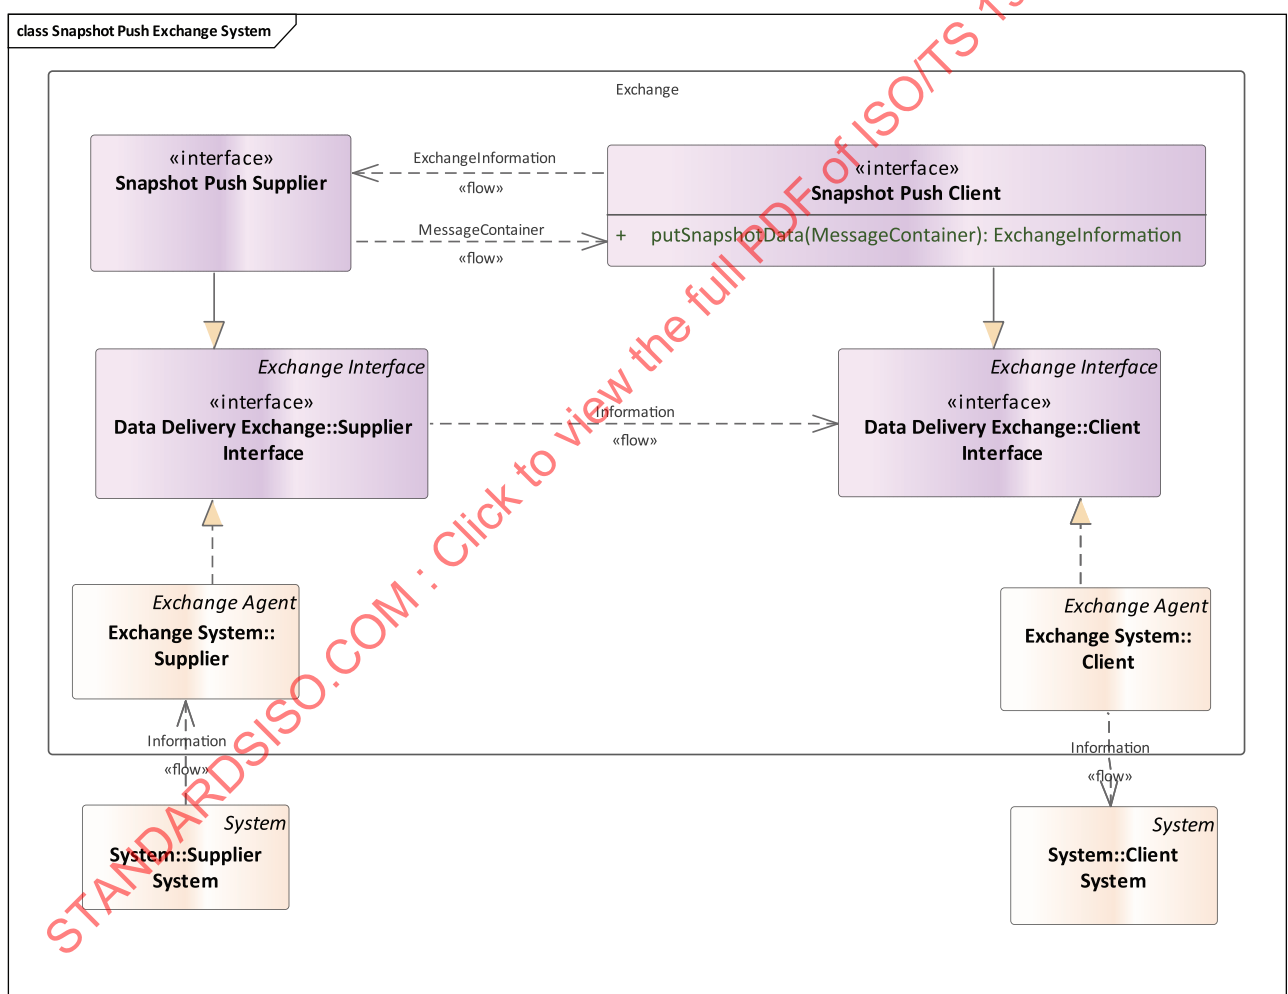 class Snapshot Push Exchange System
Exchange
«interface»
Snapshot Push Supplier
ExchangeInformation
«flow»
MessageContainer
«flow»
«interface»
Snapshot Push Client
+ putSnapshotData(MessageContainer): ExchangeInformation
Exchange Interface
«interface»
Data Delivery Exchange::Supplier
Interface
Information
«flow»
Exchange Interface
«interface»
Data Delivery Exchange::Client
Interface
Exchange Agent
Exchange System::
Supplier
Exchange Agent
Exchange System::
Client
Information
«flow»
Information
«flow»
System
System::Supplier
System
System
System::Client
System
STANDARDSISO.COM : Click to view the full PDF of ISO/TS